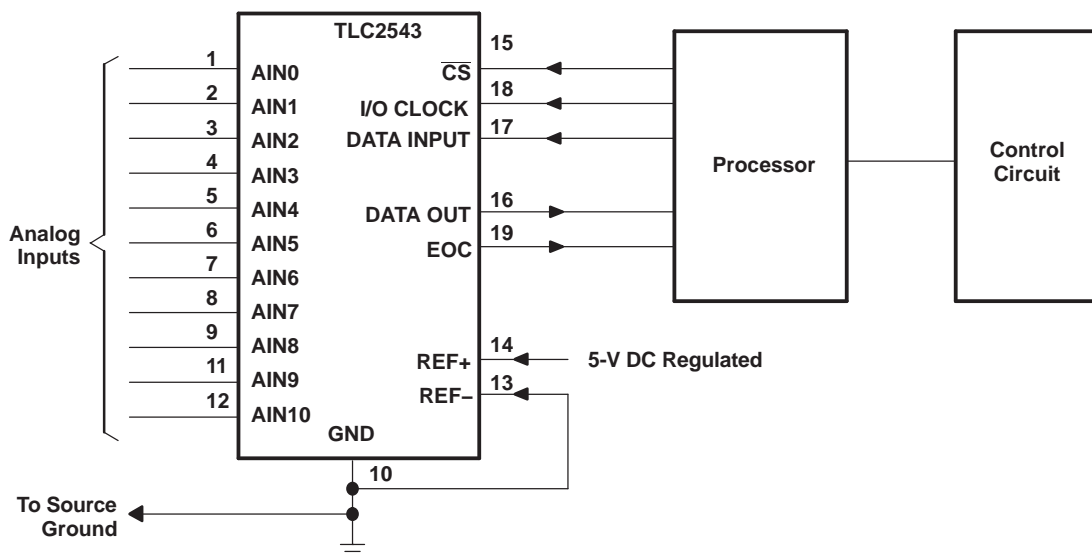 TLC2543
1
AIN0
2
AIN1
3
AIN2
4
AIN3
5
AIN4
6
AIN5
7
AIN6
8
AIN7
9
AIN8
11
AIN9
12
AIN10
Analog
Inputs
15
CS
18
I/O CLOCK
17
DATA INPUT
16
DATA OUT
19
EOC
14
REF+
5-V DC Regulated
13
REF–
GND
10
To Source
Ground
Processor
Control
Circuit